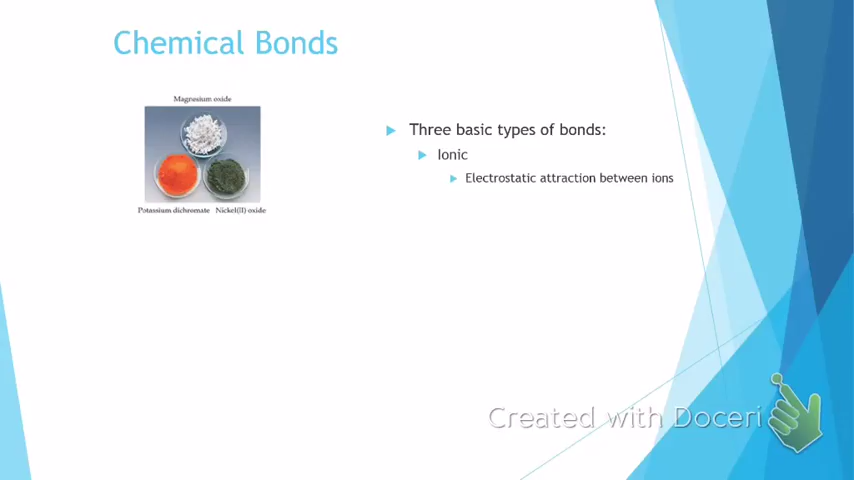 Chemical Bonds
Magnesium oxide
Potassium dichromate Nickel(II) oxide
Three basic types of bonds:
Ionic
Electrostatic attraction between ions
Created with Doceri